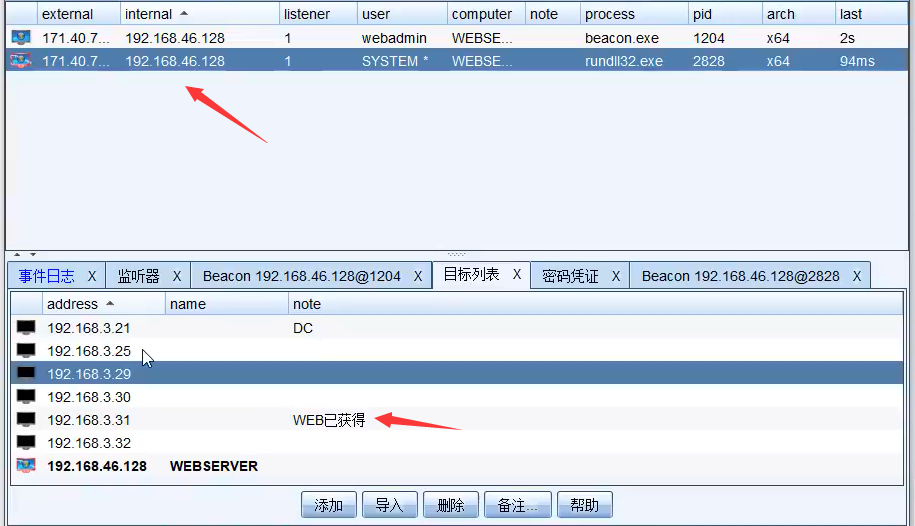 external internal listener user computer note process pid arch last
171.40.7... 192.168.46.128 1 webadmin WEBSE... beacon.exe 1204 x64 2s
171.40.7... 192.168.46.128 1 SYSTEM * WEBSE... rundll32.exe 2828 x64 94ms
事件日志 X 监听器 X Beacon 192.168.46.128@1204 X 目标列表 X 密码凭证 X Beacon 192.168.46.128@2828 X
address name note
192.168.3.21 DC
192.168.3.25
192.168.3.29
192.168.3.30
192.168.3.31 WEB已获得
192.168.3.32
192.168.46.128 WEBSERVER
添加 导入 删除 备注... 帮助